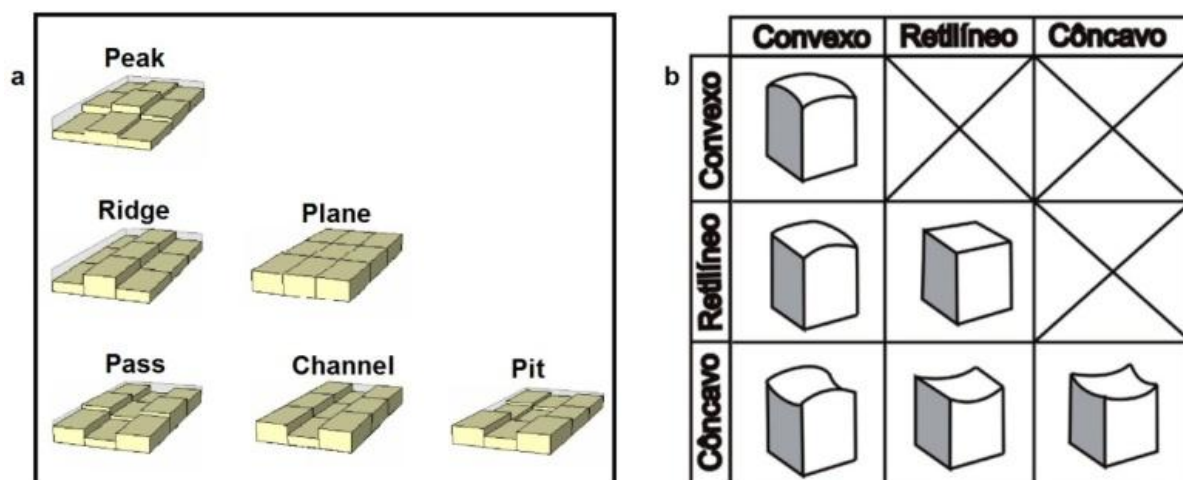 a
Peak
Ridge Plane
Pass Channel Pit
b
Convexo Retilíneo Côncavo
Convexo
Retilíneo
Côncavo